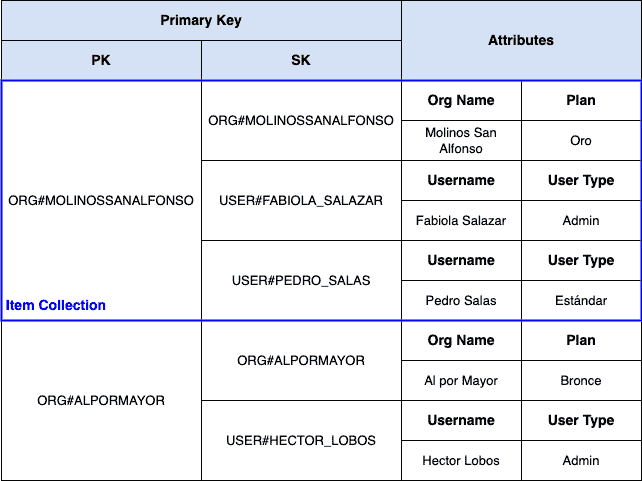 Primary Key
Attributes
PK
SK
ORG#MOLINOSSANALFONSO
ORG#MOLINOSSANALFONSO
Org Name
Plan
Molinos San
Alfonso
Oro
USER#FABIOLA_SALAZAR
Username
User Type
Fabiola Salazar
Admin
USER#PEDRO_SALAS
Username
User Type
Pedro Salas
Estándar
Item Collection
ORG#ALPORMAYOR
ORG#ALPORMAYOR
Org Name
Plan
Al por Mayor
Bronce
USER#HECTOR_LOBOS
Username
User Type
Hector Lobos
Admin